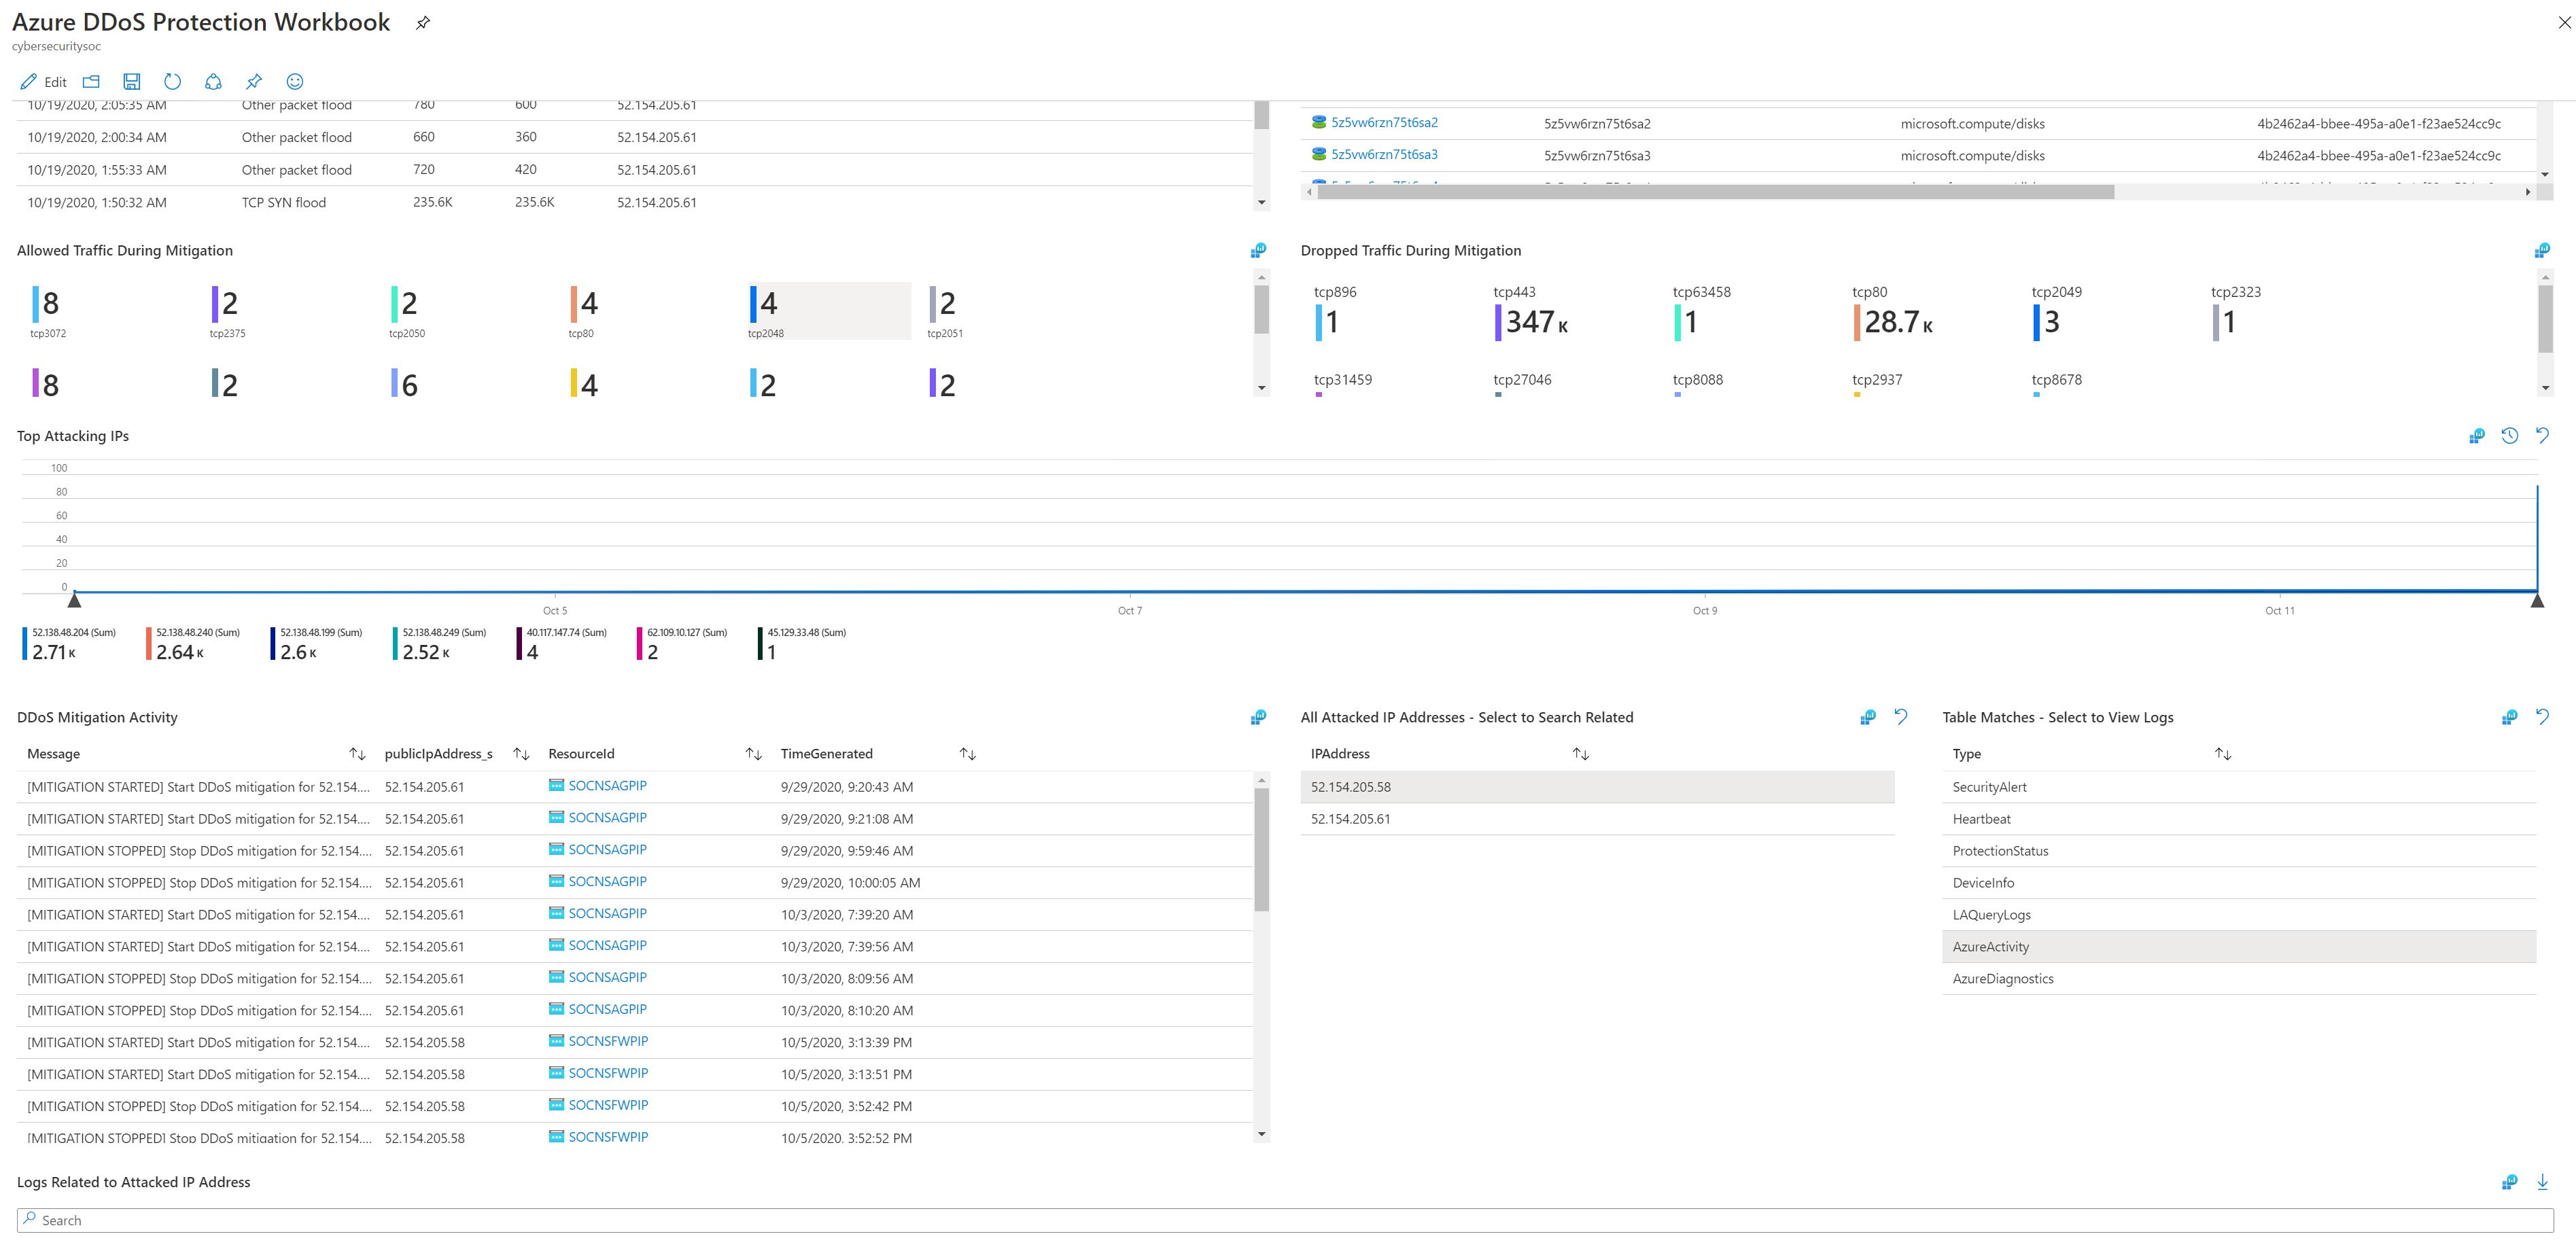 Azure DDoS Protection Workbook
cybersecuritysoc
Edit
10/19/2020, 2:05:35 AM Other packet flood 780 600 52.154.205.61
10/19/2020, 2:00:34 AM Other packet flood 660 360 52.154.205.61
10/19/2020, 1:55:33 AM Other packet flood 720 420 52.154.205.61
10/19/2020, 1:50:32 AM TCP SYN flood 235.6K 235.6K 52.154.205.61
5z5vw6rzn75t6sa2 5z5vw6rzn75t6sa2 microsoft.compute/disks 4b2462a4-bbee-495a-a0e1-f23ae524cc9c
5z5vw6rzn75t6sa3 5z5vw6rzn75t6sa3 microsoft.compute/disks 4b2462a4-bbee-495a-a0e1-f23ae524cc9c
Allowed Traffic During Mitigation
8 2 2 4 4 2
tcp3072 tcp2375 tcp2050 tcp80 tcp2048 tcp2051
8 2 6 4 2 2
Dropped Traffic During Mitigation
tcp896 tcp443 tcp63458 tcp80 tcp2049 tcp2323
1 347 K 1 28.7 K 3 1
tcp31459 tcp27046 tcp8088 tcp2937 tcp8678
Top Attacking IPs
100
80
60
40
20
0
Oct 5 Oct 7 Oct 9 Oct 11
52.138.48.204 (Sum) 52.138.48.240 (Sum) 52.138.48.199 (Sum) 52.138.48.249 (Sum) 40.117.147.74 (Sum) 62.109.10.127 (Sum) 45.129.33.48 (Sum)
2.71 K 2.64 K 2.6 K 2.52 K 4 2 1
DDoS Mitigation Activity
Message publicIpAddress_s ResourceId TimeGenerated
[MITIGATION STARTED] Start DDoS mitigation for 52.154.... 52.154.205.61 SOCNSAGPIP 9/29/2020, 9:20:43 AM
[MITIGATION STARTED] Start DDoS mitigation for 52.154.... 52.154.205.61 SOCNSAGPIP 9/29/2020, 9:21:08 AM
[MITIGATION STOPPED] Stop DDoS mitigation for 52.154.... 52.154.205.61 SOCNSAGPIP 9/29/2020, 9:59:46 AM
[MITIGATION STOPPED] Stop DDoS mitigation for 52.154.... 52.154.205.61 SOCNSAGPIP 9/29/2020, 10:00:05 AM
[MITIGATION STARTED] Start DDoS mitigation for 52.154.... 52.154.205.61 SOCNSAGPIP 10/3/2020, 7:39:20 AM
[MITIGATION STARTED] Start DDoS mitigation for 52.154.... 52.154.205.61 SOCNSAGPIP 10/3/2020, 7:39:56 AM
[MITIGATION STOPPED] Stop DDoS mitigation for 52.154.... 52.154.205.61 SOCNSAGPIP 10/3/2020, 8:09:56 AM
[MITIGATION STOPPED] Stop DDoS mitigation for 52.154.... 52.154.205.61 SOCNSAGPIP 10/3/2020, 8:10:20 AM
[MITIGATION STARTED] Start DDoS mitigation for 52.154.... 52.154.205.58 SOCNSFWPIP 10/5/2020, 3:13:39 PM
[MITIGATION STARTED] Start DDoS mitigation for 52.154.... 52.154.205.58 SOCNSFWPIP 10/5/2020, 3:13:51 PM
[MITIGATION STOPPED] Stop DDoS mitigation for 52.154.... 52.154.205.58 SOCNSFWPIP 10/5/2020, 3:52:42 PM
[MITIGATION STOPPED] Stop DDoS mitigation for 52.154.... 52.154.205.58 SOCNSFWPIP 10/5/2020, 3:52:52 PM
All Attacked IP Addresses - Select to Search Related
IPAddress
52.154.205.58
52.154.205.61
Table Matches - Select to View Logs
Type
SecurityAlert
Heartbeat
ProtectionStatus
DeviceInfo
LAQueryLogs
AzureActivity
AzureDiagnostics
Logs Related to Attacked IP Address
Search